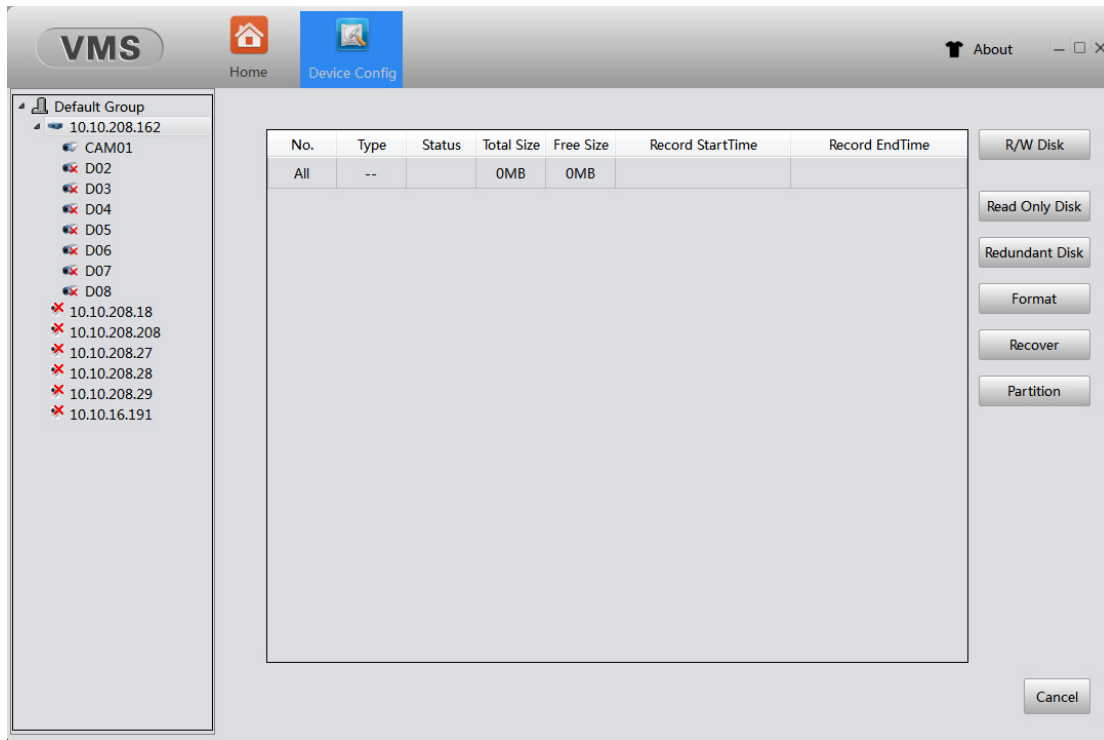 VMS
Home
Device Config
About
Default Group
10.10.208.162
CAM01
D02
D03
D04
D05
D06
D07
D08
10.10.208.18
10.10.208.208
10.10.208.27
10.10.208.28
10.10.208.29
10.10.16.191
No. Type Status Total Size Free Size Record StartTime Record EndTime
All -- 0MB 0MB
R/W Disk
Read Only Disk
Redundant Disk
Format
Recover
Partition
Cancel